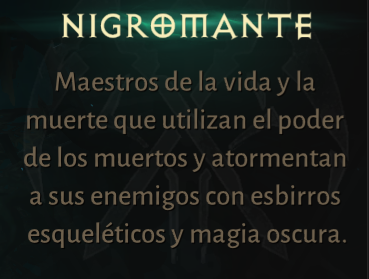 NIGROMANTE
Maestros de la vida y la
muerte que utilizan el poder
de los muertos y atormentan
a sus enemigos con esbirros
esqueléticos y magia oscura.